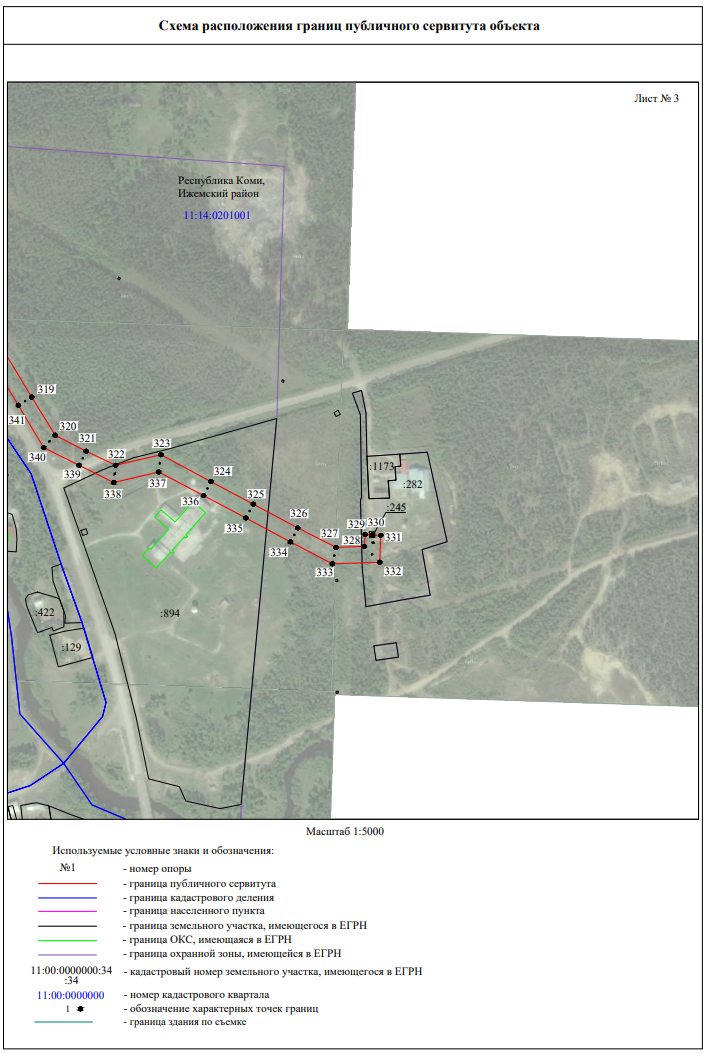 Схема расположения границ публичного сервитута объекта
Лист № 3
Республика Коми,
Ижемский район
11:14:0201001
319
341
320
340
321
339
322
338
323
337
324
336
325
335
326
334
327
333
328
329
330
331
332
:1173
:282
:245
:894
:422
:129
Масштаб 1:5000
Используемые условные знаки и обозначения:
№1 - номер опоры
- граница публичного сервитута
- граница кадастрового деления
- граница населенного пункта
- граница земельного участка, имеющегося в ЕГРН
- граница ОКС, имеющаяся в ЕГРН
- граница охранной зоны, имеющейся в ЕГРН
11:00:0000000:34 - кадастровый номер земельного участка, имеющегося в ЕГРН
:34
11:00:0000000 - номер кадастрового квартала
1 - обозначение характерных точек границ
- граница здания по съемке